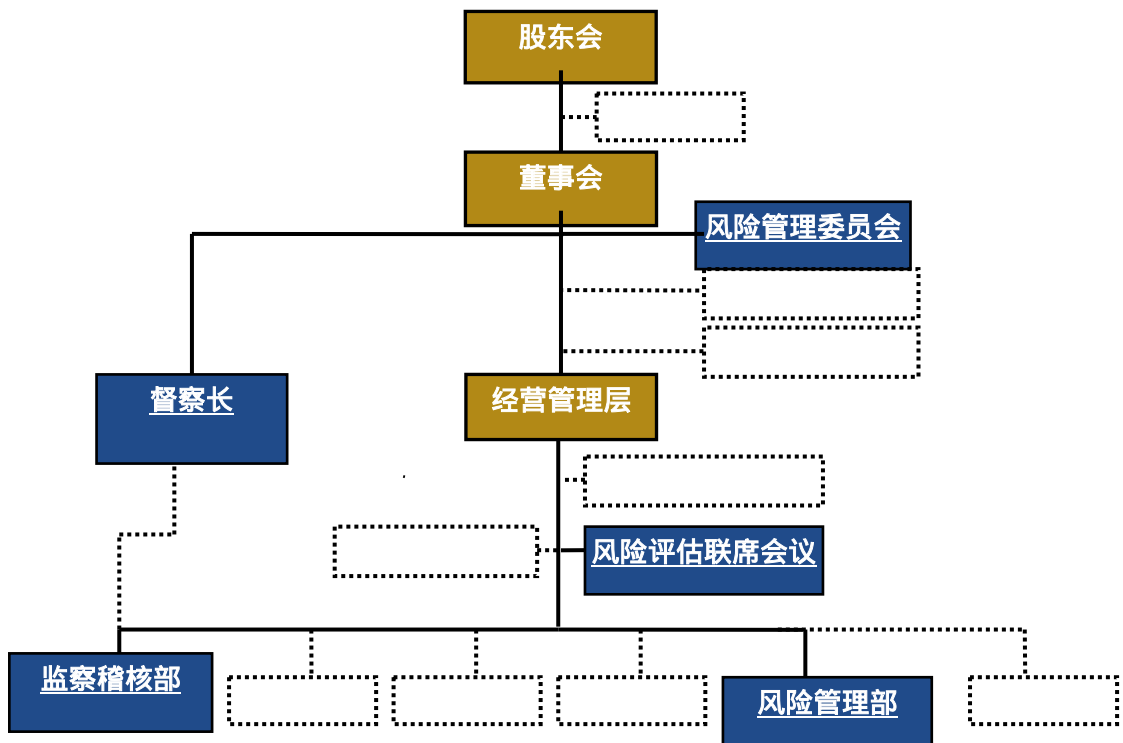 股东会
董事会
风险管理委员会
督察长
经营管理层
风险评估联席会议
监察稽核部
风险管理部